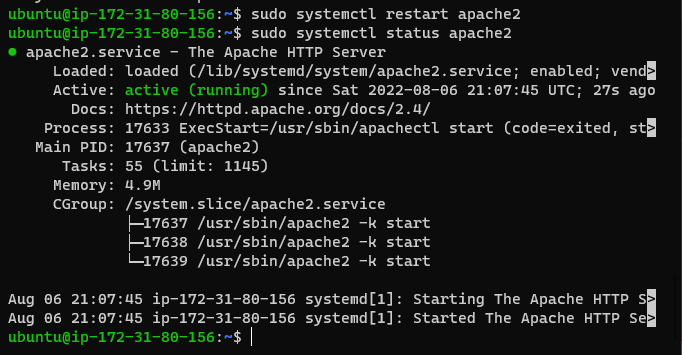 ubuntu@ip-172-31-80-156:~$ sudo systemctl restart apache2
ubuntu@ip-172-31-80-156:~$ sudo systemctl status apache2
● apache2.service - The Apache HTTP Server
     Loaded: loaded (/lib/systemd/system/apache2.service; enabled; vend>
     Active: active (running) since Sat 2022-08-06 21:07:45 UTC; 27s ago
       Docs: https://httpd.apache.org/docs/2.4/
    Process: 17633 ExecStart=/usr/sbin/apachectl start (code=exited, st>
   Main PID: 17637 (apache2)
      Tasks: 55 (limit: 1145)
     Memory: 4.9M
     CGroup: /system.slice/apache2.service
             ├─17637 /usr/sbin/apache2 -k start
             ├─17638 /usr/sbin/apache2 -k start
             └─17639 /usr/sbin/apache2 -k start
Aug 06 21:07:45 ip-172-31-80-156 systemd[1]: Starting The Apache HTTP S>
Aug 06 21:07:45 ip-172-31-80-156 systemd[1]: Started The Apache HTTP Se>
ubuntu@ip-172-31-80-156:~$